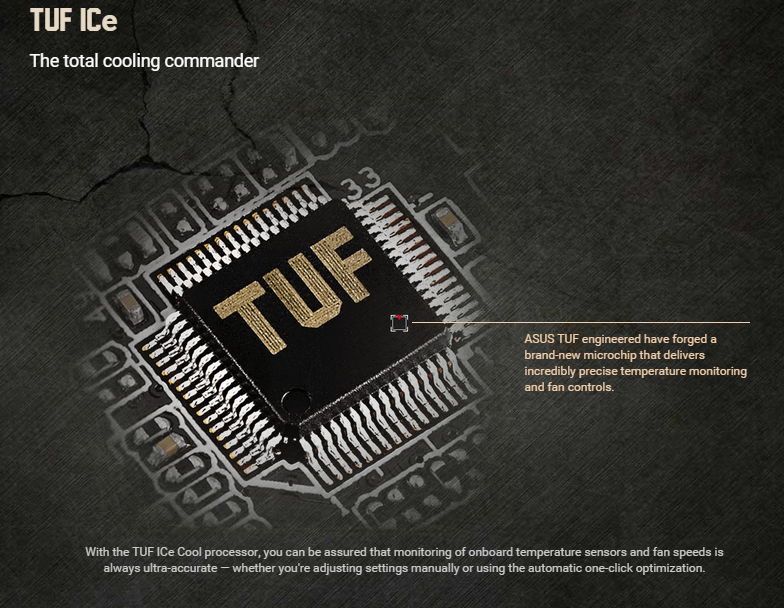 TUF ICe
The total cooling commander
33
TUF
ASUS TUF engineered have forged a
brand-new microchip that delivers
incredibly precise temperature monitoring
and fan controls.
With the TUF ICe Cool processor, you can be assured that monitoring of onboard temperature sensors and fan speeds is
always ultra-accurate — whether you're adjusting settings manually or using the automatic one-click optimization.